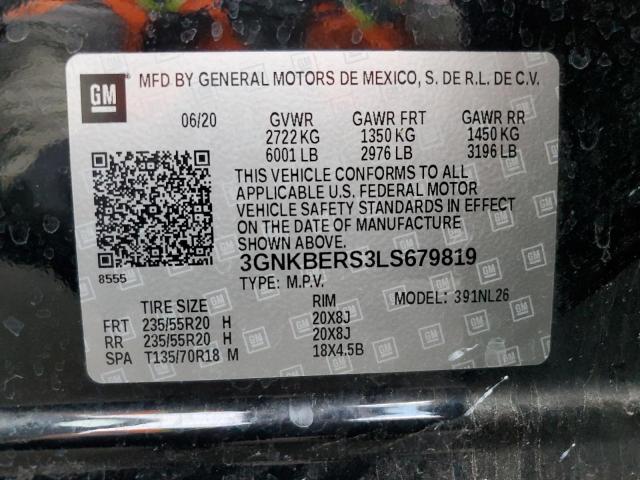 GM
MFD BY GENERAL MOTORS DE MEXICO, S. DE R.L. DE C.V.
06/20 GVWR GAWR FRT GAWR RR
2722 KG 1350 KG 1450 KG
6001 LB 2976 LB 3196 LB
THIS VEHICLE CONFORMS TO ALL
APPLICABLE U.S. FEDERAL MOTOR
VEHICLE SAFETY STANDARDS IN EFFECT
ON THE DATE OF MANUFACTURE
SHOWN ABOVE.
8555
3GNKBERS3LS679819
TYPE: M.P.V. MODEL: 391NL26
TIRE SIZE RIM
FRT 235/55R20 H 20X8J
RR 235/55R20 H 20X8J
SPA T135/70R18 M 18X4.5B